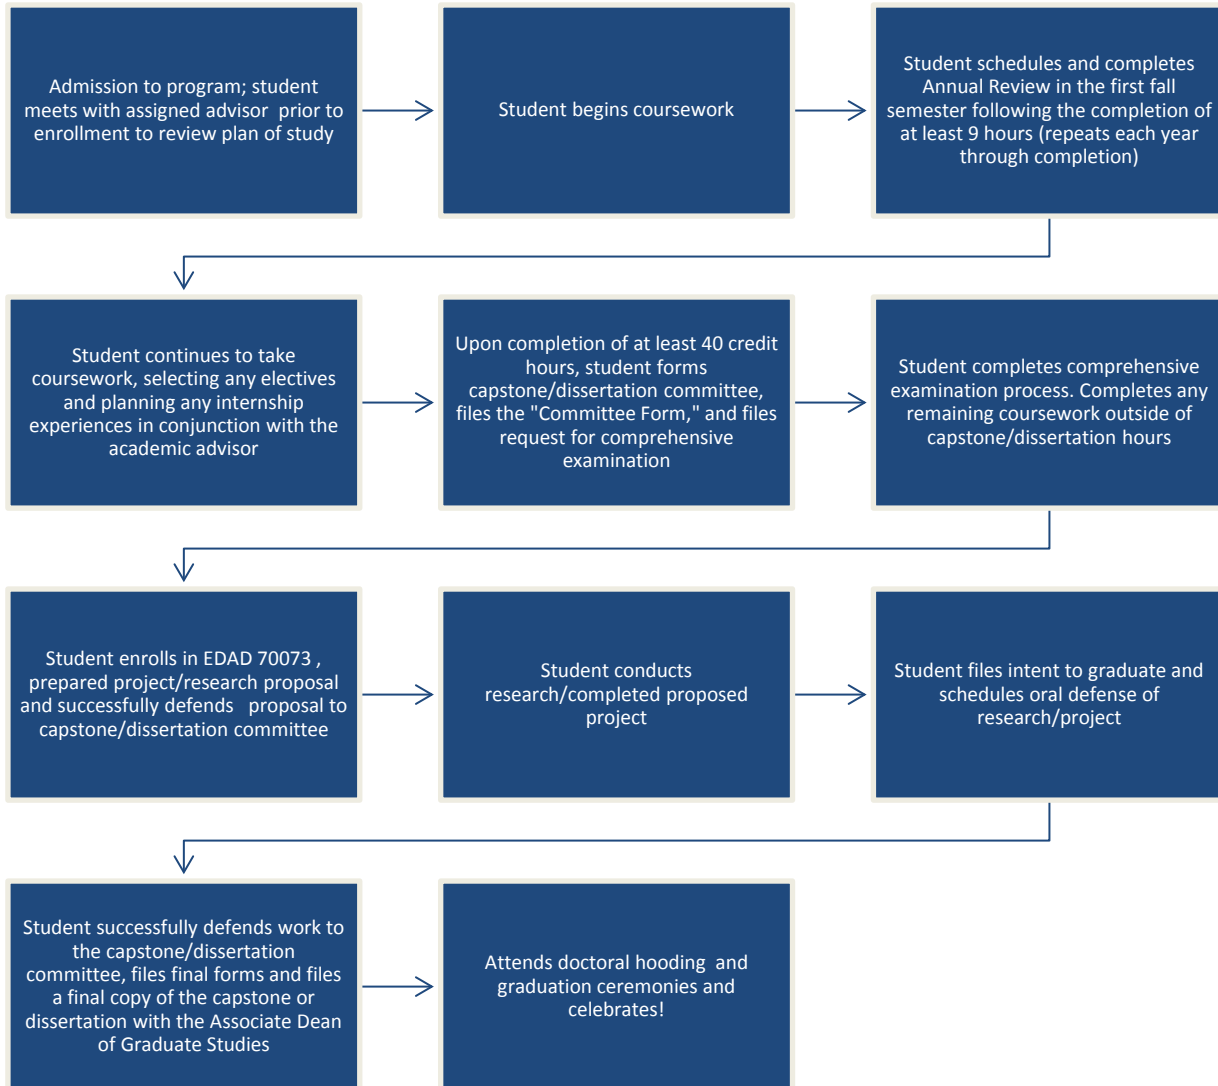 Admission to program; student
meets with assigned advisor  prior to
enrollment to review plan of study
Student begins coursework
Student schedules and completes
Annual Review in the first fall
semester following the completion of
at least 9 hours (repeats each year
through completion)
Student continues to take
coursework, selecting any electives
and planning any internship
experiences in conjunction with the
academic advisor
Upon completion of at least 40 credit
hours, student forms
capstone/dissertation committee,
files the "Committee Form," and files
request for comprehensive
examination
Student completes comprehensive
examination process. Completes any
remaining coursework outside of
capstone/dissertation hours
Student enrolls in EDAD 70073 ,
prepared project/research proposal
and successfully defends   proposal to
capstone/dissertation committee
Student conducts
research/completed proposed
project
Student files intent to graduate and
schedules oral defense of
research/project
Student successfully defends work to
the capstone/dissertation
committee, files final forms and files
a final copy of the capstone or
dissertation with the Associate Dean
of Graduate Studies
Attends doctoral hooding  and
graduation ceremonies and
celebrates!